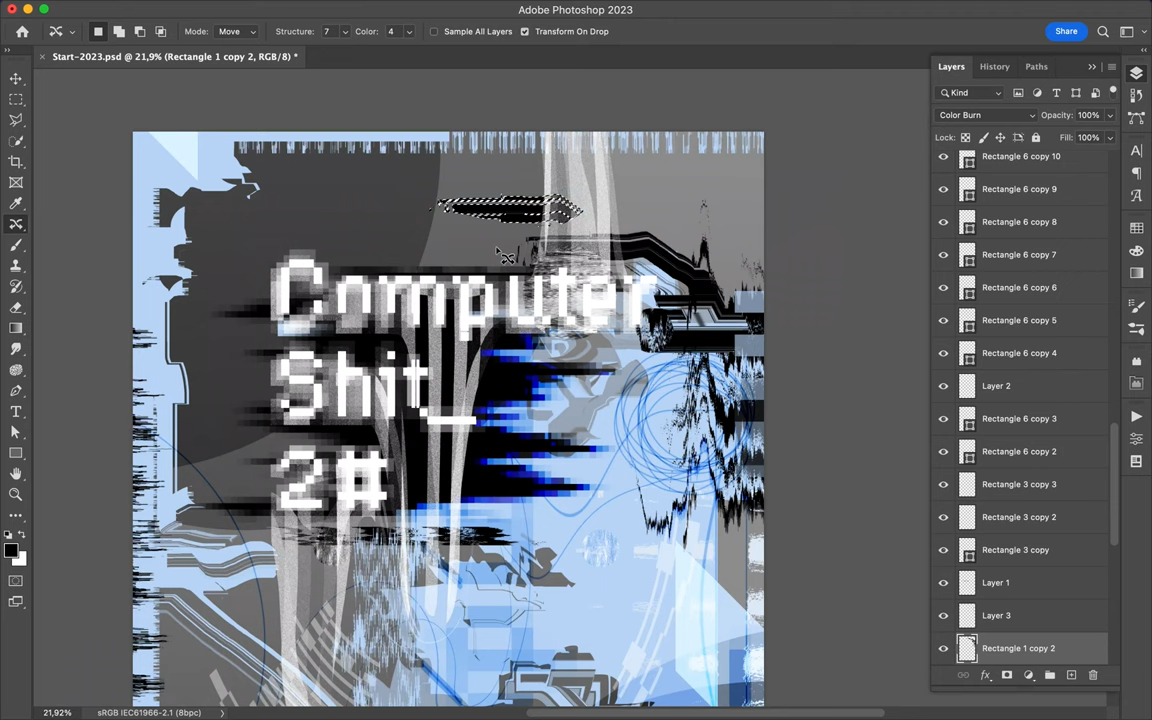 Adobe Photoshop 2023
Mode: Move Structure: 7 Color: 4 Sample All Layers Transform On Drop Share
Start-2023.psd @ 21,9% (Rectangle 1 copy 2, RGB/8) *
Layers History Paths
Kind
Color Burn Opacity: 100%
Lock: Fill: 100%
Rectangle 6 copy 10
Rectangle 6 copy 9
Rectangle 6 copy 8
Rectangle 6 copy 7
Rectangle 6 copy 6
Rectangle 6 copy 5
Rectangle 6 copy 4
Layer 2
Rectangle 6 copy 3
Rectangle 6 copy 2
Rectangle 3 copy 3
Rectangle 3 copy 2
Rectangle 3 copy
Layer 1
Layer 3
Rectangle 1 copy 2
Computer
Shit_
2#
21,92% sRGB IEC61966-2.1 (8bpc)